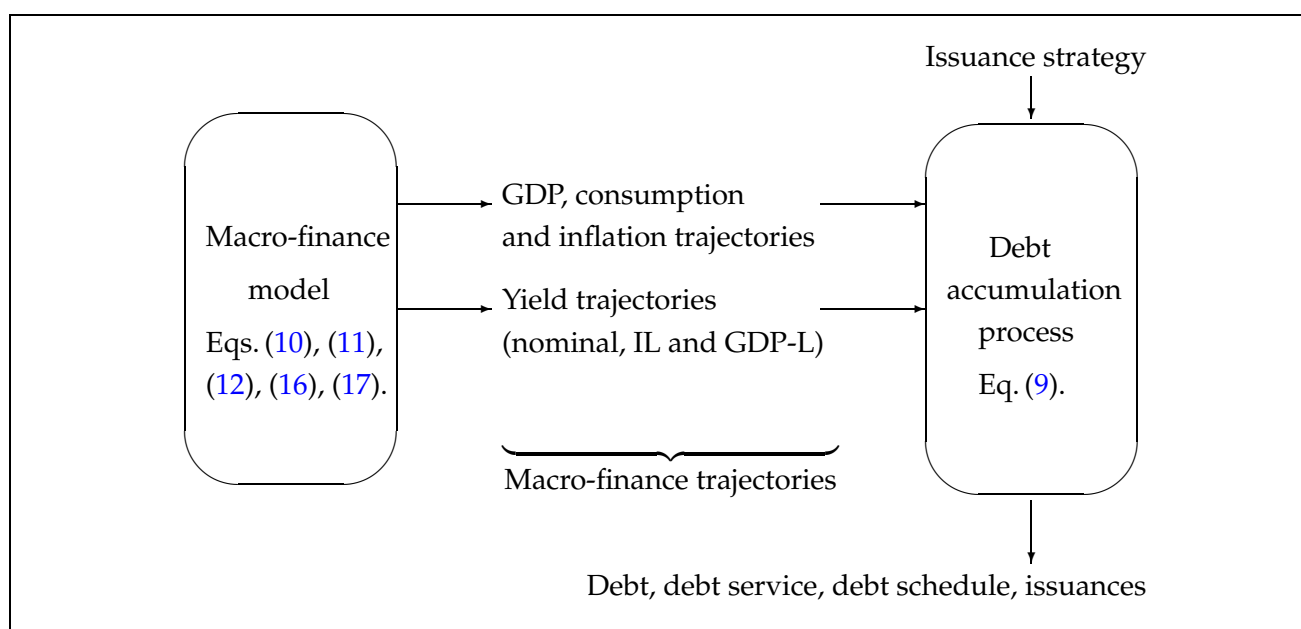 Issuance strategy
Macro-finance
model
Eqs. (10), (11),
(12), (16), (17).
GDP, consumption
and inflation trajectories
Yield trajectories
(nominal, IL and GDP-L)
Macro-finance trajectories
Debt
accumulation
process
Eq. (9).
Debt, debt service, debt schedule, issuances